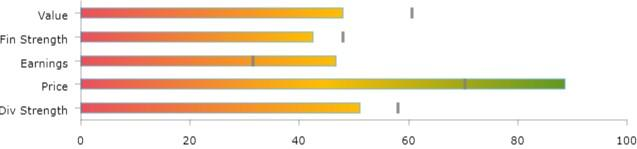 Value
Fin Strength
Earnings
Price
Div Strength
0 20 40 60 80 100